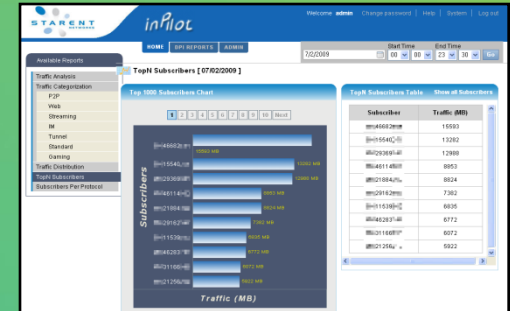 STARENT
NETWORKS
inPilot
Welcome admin Change password | Help | System | Log out
HOME DPI REPORTS ADMIN
7/2/2009
Start Time End Time
00 00 23 30 Go
Available Reports
Traffic Analysis
Traffic Categorization
P2P
Web
Streaming
IM
Tunnel
Standard
Gaming
Traffic Distribution
TopN Subscribers
Subscribers Per Protocol
TopN Subscribers [ 07/02/2009 ]
Top 1000 Subscribers Chart
1 2 3 4 5 6 7 8 9 10 Next
Subscribers
15593 MB
13202 MB
12900 MB
8953 MB
8824 MB
7382 MB
6835 MB
6772 MB
6072 MB
5922 MB
Traffic (MB)
TopN Subscribers Table Show all Subscribers
Subscriber Traffic (MB)
15593
13202
12900
8953
8824
7382
6835
6772
6072
5922